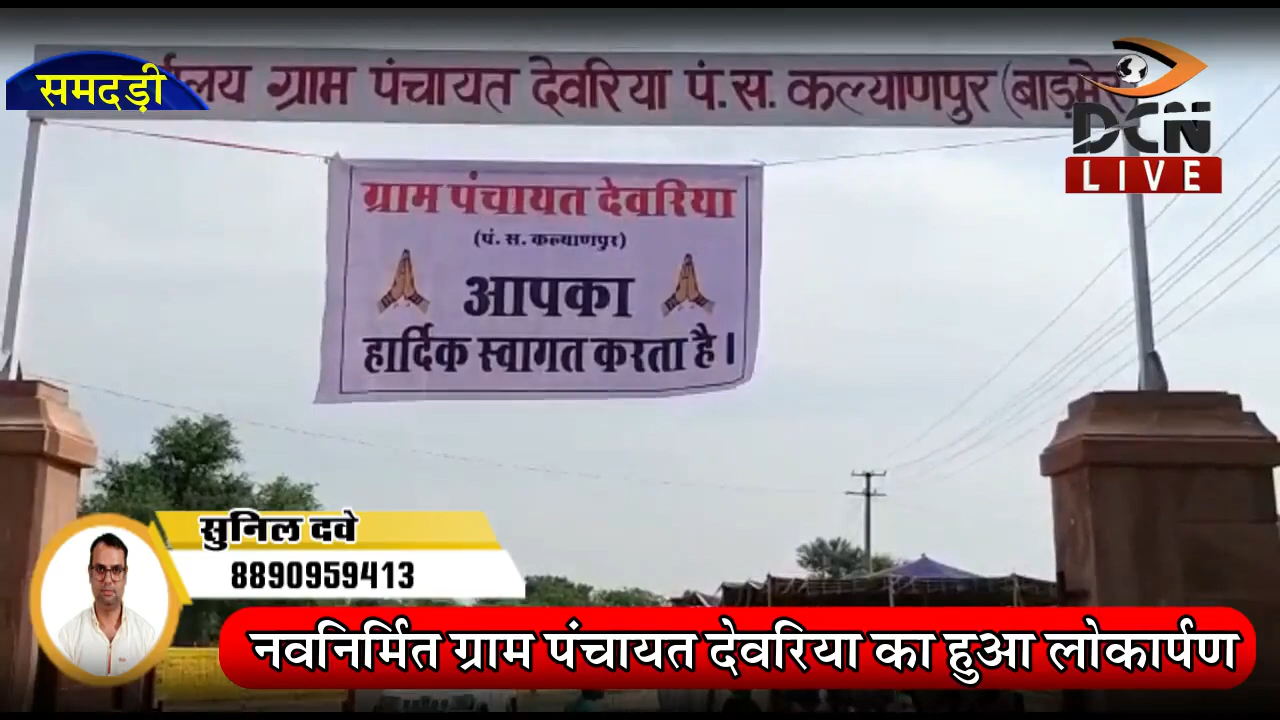 समदड़ी
ग्राम पंचायत देवरिया पं.स. कल्याणपुर (बाड़मेर
DCN
LIVE
ग्राम पंचायत देवरिया
(पं. स. कल्याणपुर)
आपका
हार्दिक स्वागत करता है।
सुनिल दवे
8890959413
नवनिर्मित ग्राम पंचायत देवरिया का हुआ लोकार्पण